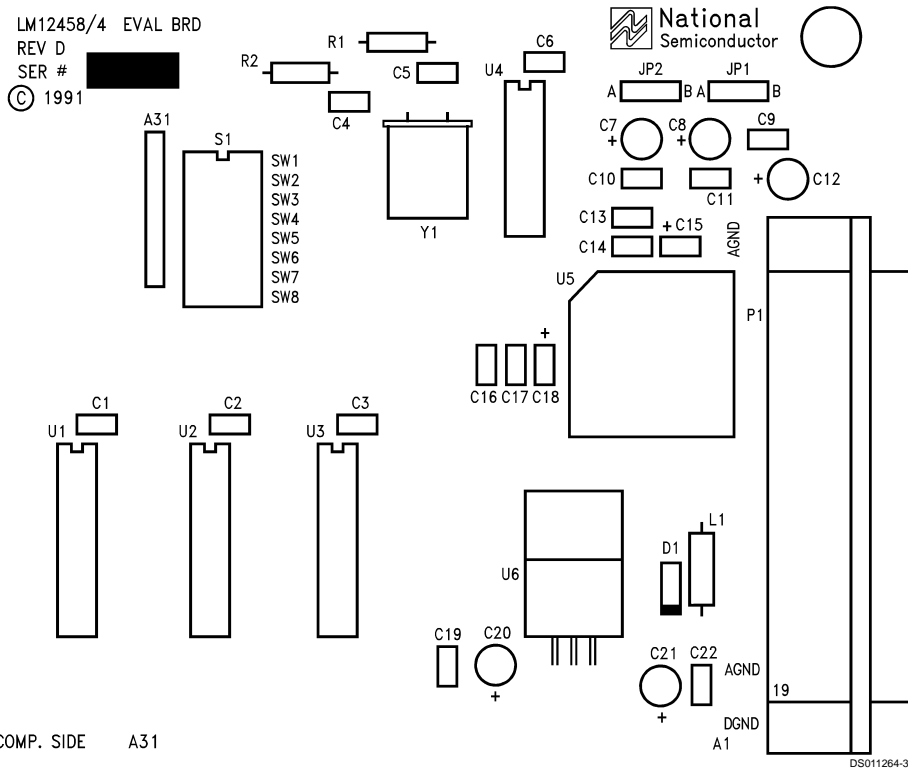 LM12458/4 EVAL BRD
REV D
SER #
© 1991
National
Semiconductor
R1
R2
C6
C5
U4
C4
JP2
JP1
A
B
A
B
A31
S1
SW1
SW2
SW3
SW4
SW5
SW6
SW7
SW8
Y1
C7
+
C8
+
C9
C10
C11
+
C12
C13
+
C15
C14
AGND
U5
P1
+
C16
C17
C18
C1
C2
C3
U1
U2
U3
L1
D1
U6
C19
C20
+
C21
C22
+
AGND
19
DGND
A1
COMP. SIDE A31
DS011264-3